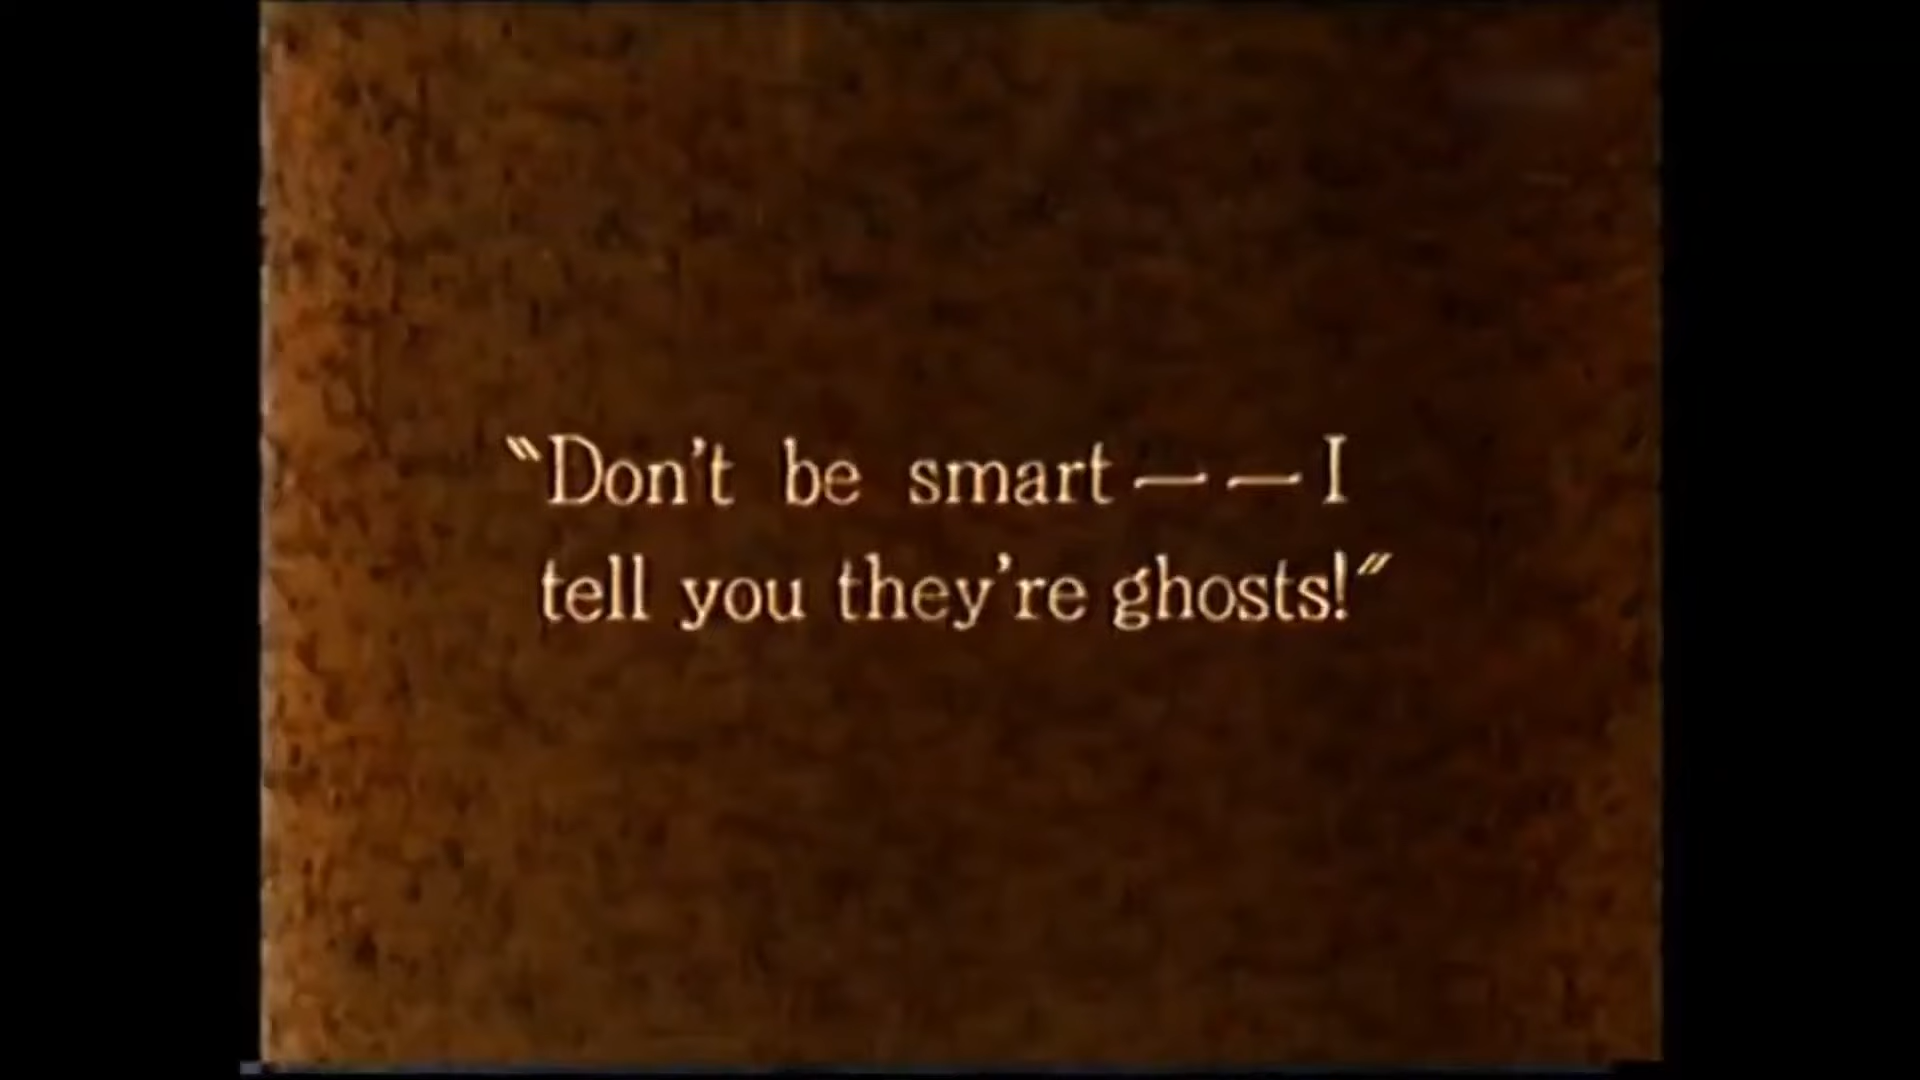 "Don't be smart — — I
tell you they're ghosts!"